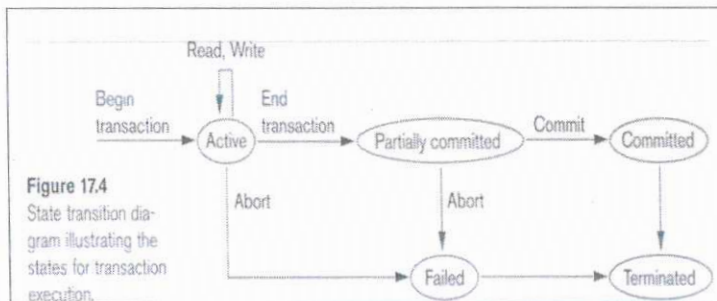 Read, Write
Begin
transaction
End
transaction
Active
Partially committed
Commit
Committed
Figure 17.4
State transition dia-
gram illustrating the
states for transaction
execution.
Abort
Abort
Failed
Terminated